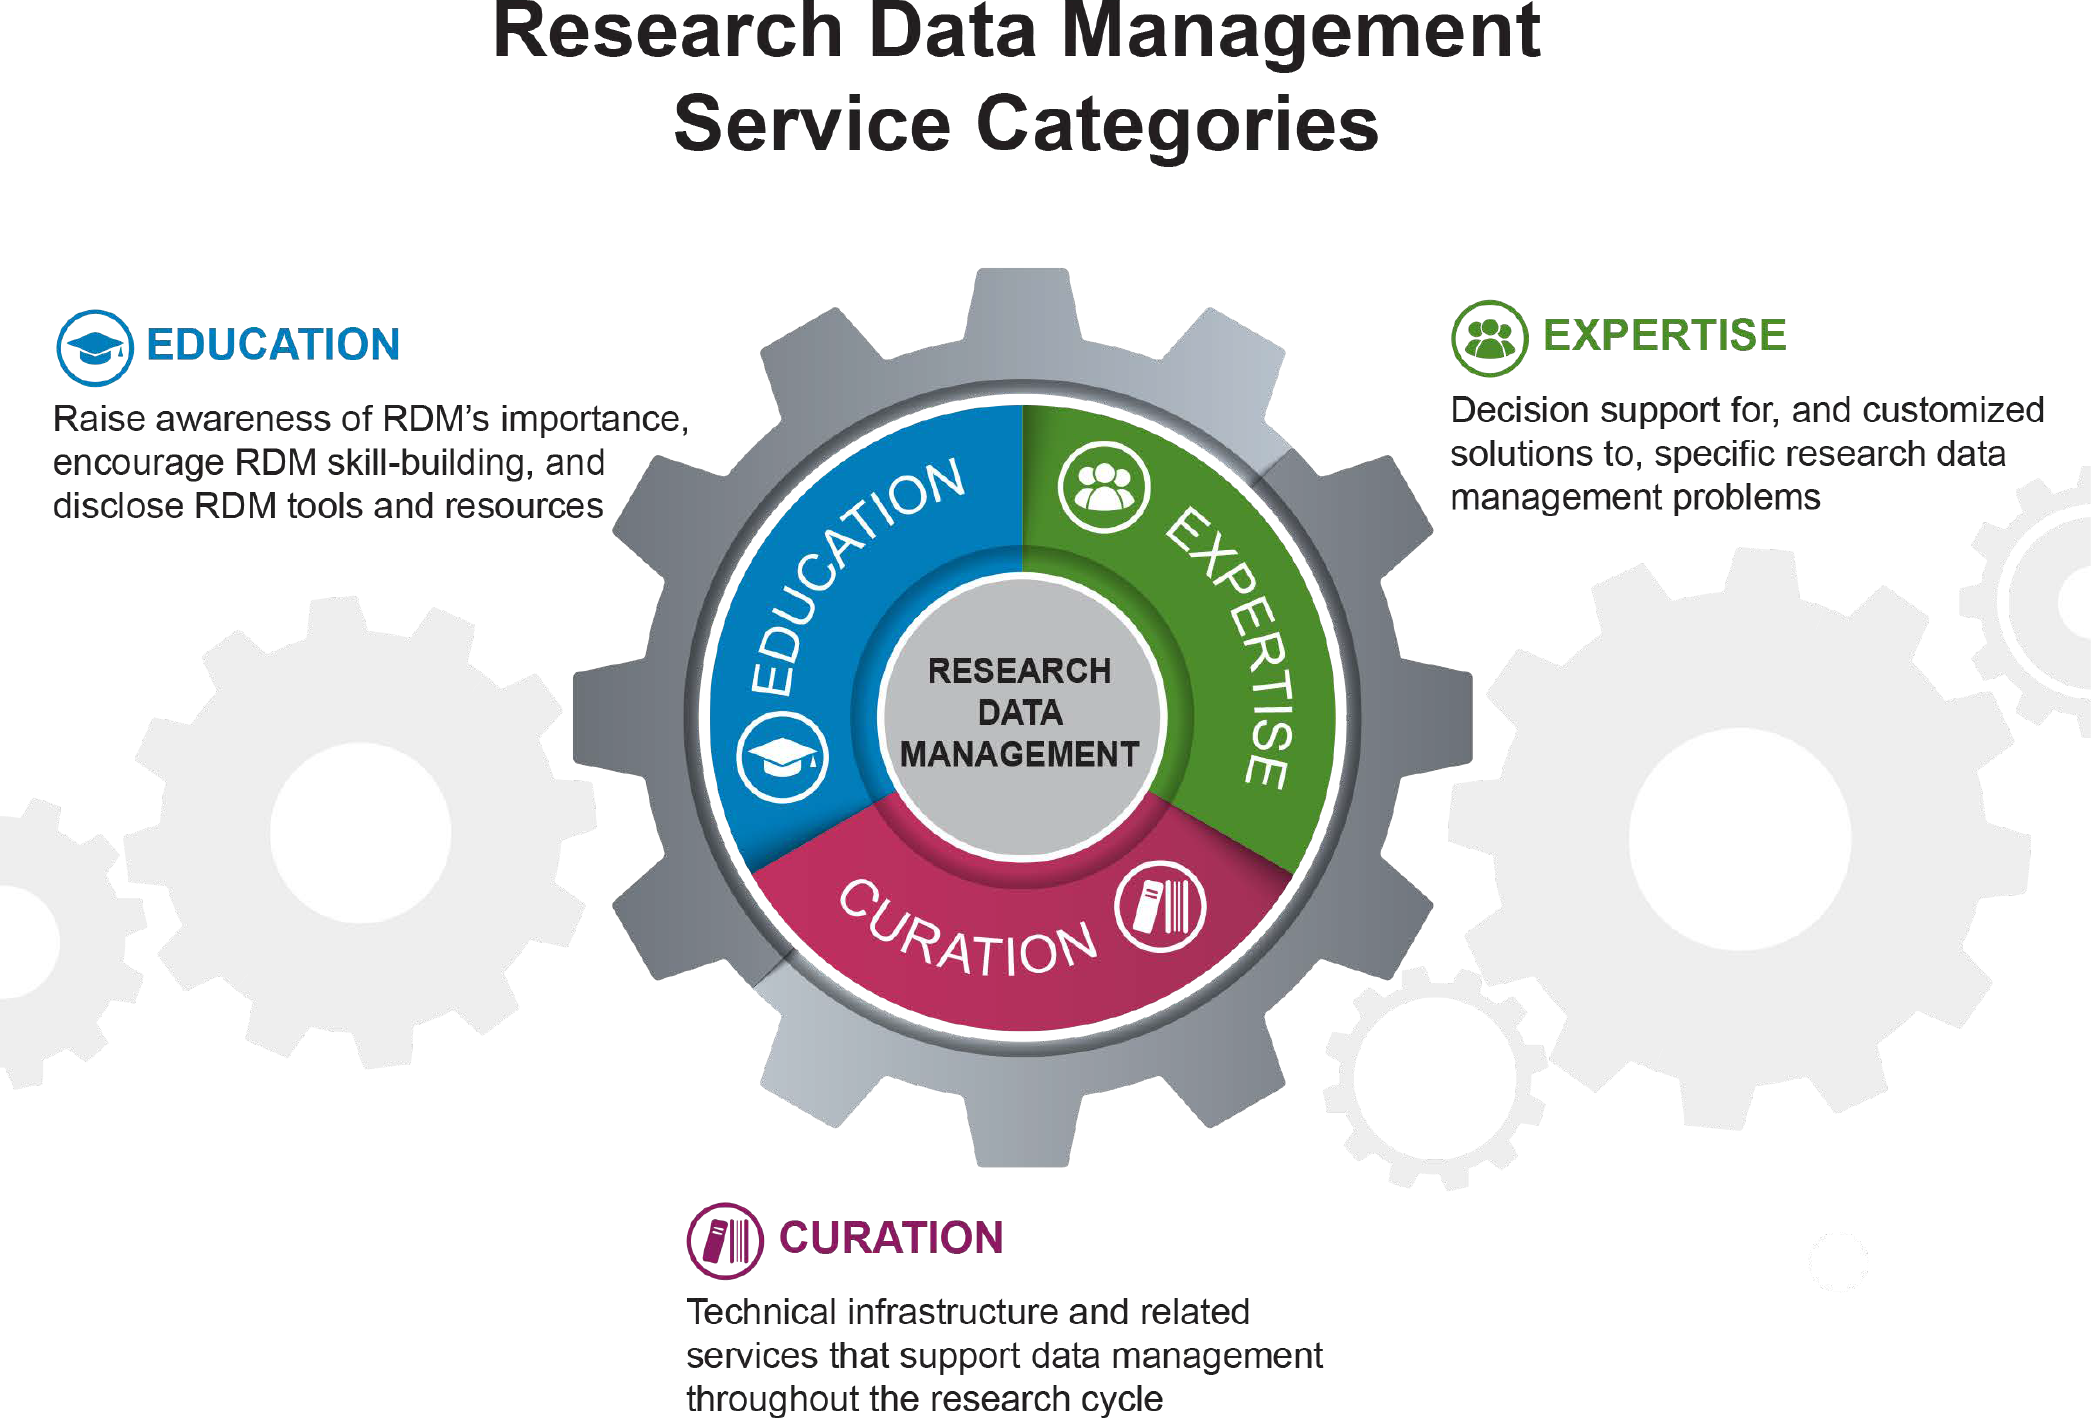 Research Data Management
Service Categories
EDUCATION
Raise awareness of RDM’s importance,
encourage RDM skill-building, and
disclose RDM tools and resources
EXPERTISE
Decision support for, and customized
solutions to, specific research data
management problems
EDUCATION
EXPERTISE
RESEARCH
DATA
MANAGEMENT
CURATION
CURATION
Technical infrastructure and related
services that support data management
throughout the research cycle